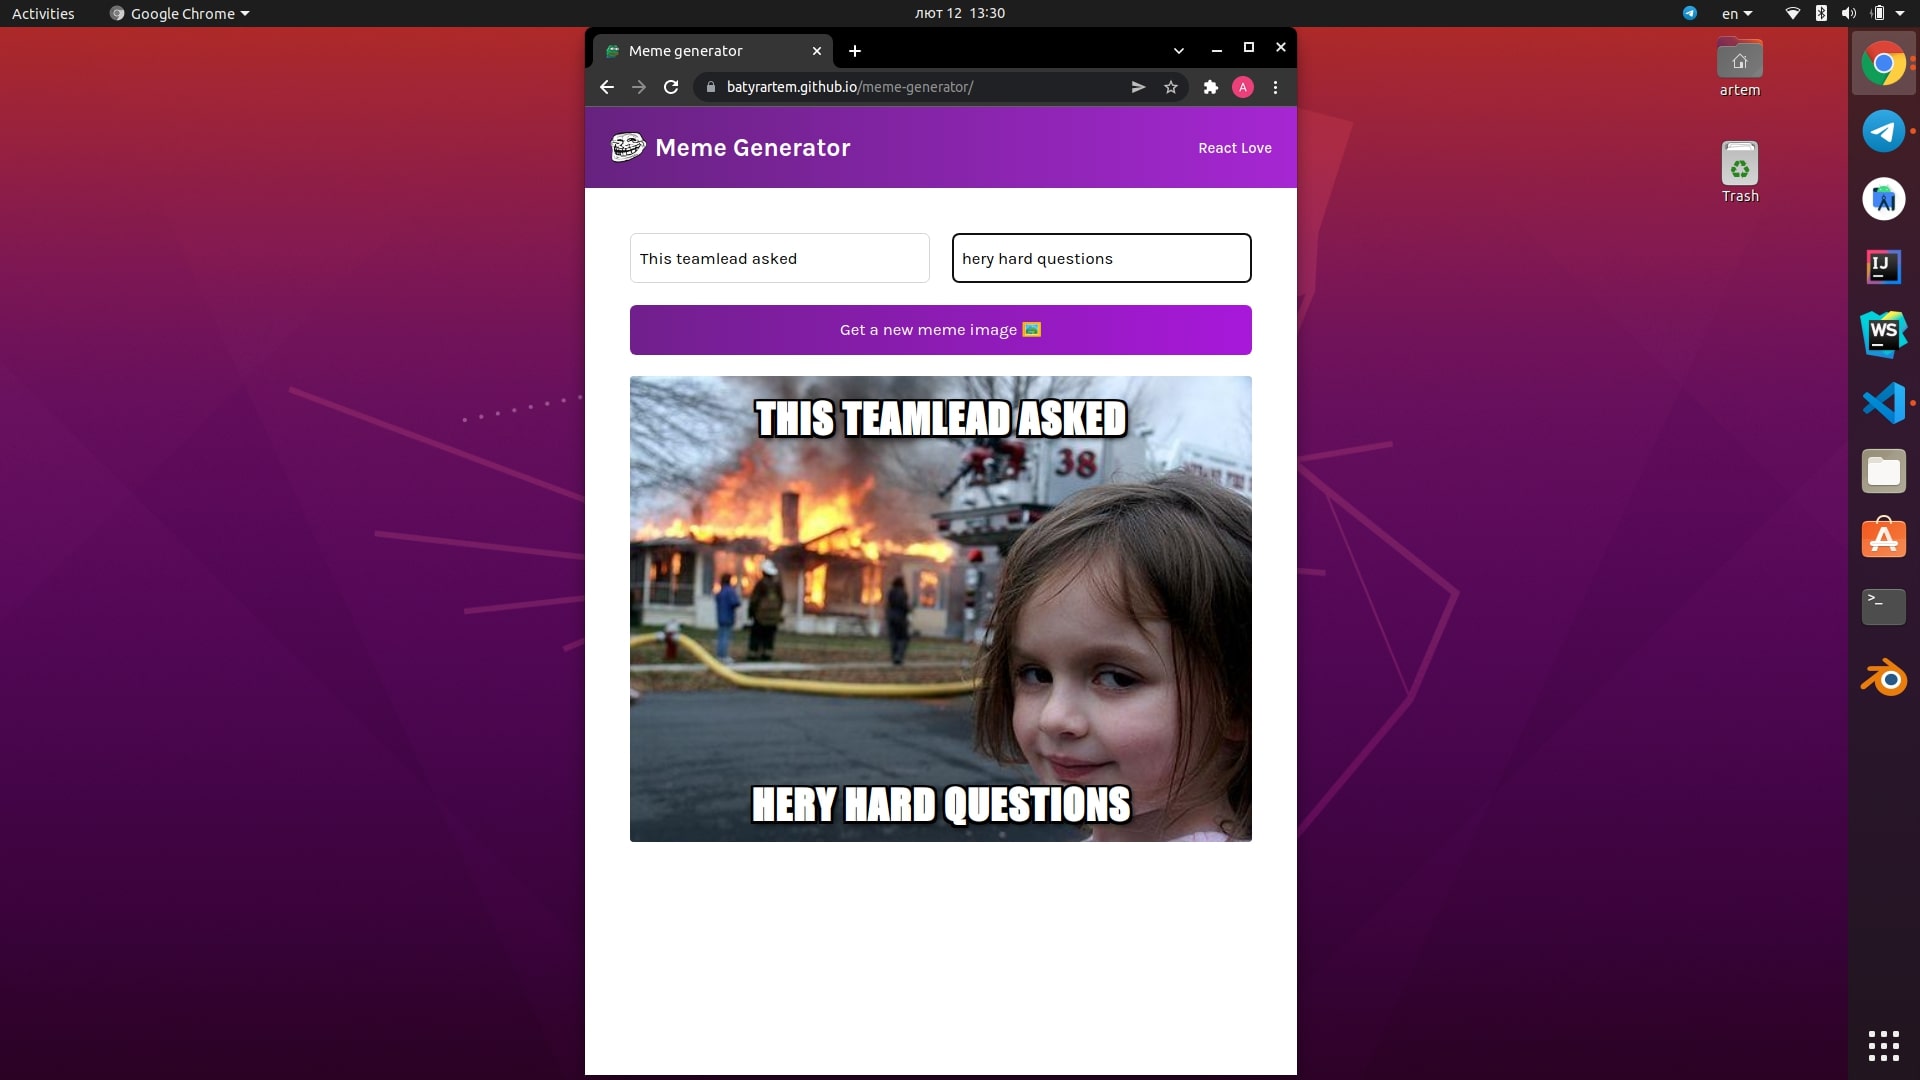 Activities
Google Chrome
лют 12 13:30
en
Meme generator
batyrartem.github.io/meme-generator/
A
Meme Generator
React Love
This teamlead asked
hery hard questions
Get a new meme image
THIS TEAMLEAD ASKED
38
HERY HARD QUESTIONS
artem
Trash
IJ
WS
>_